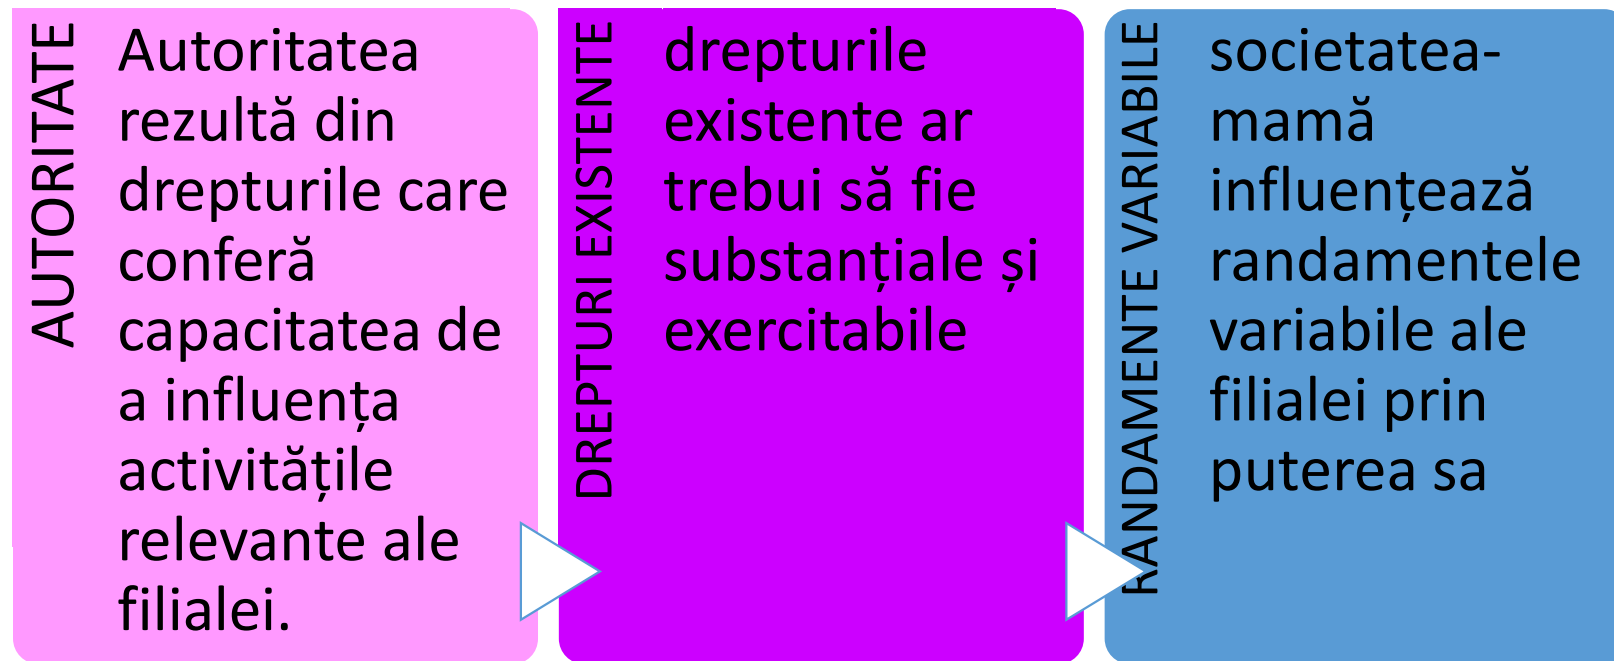 AUTORITATE
Autoritatea
rezultă din
drepturile care
conferă
capacitatea de
a influența
activitățile
relevante ale
filialei.
DREPTURI EXISTENTE
drepturile
existente ar
trebui să fie
substanțiale și
exercitabile
RANDAMENTE VARIABILE
societatea-
mamă
influențează
randamentele
variabile ale
filialei prin
puterea sa